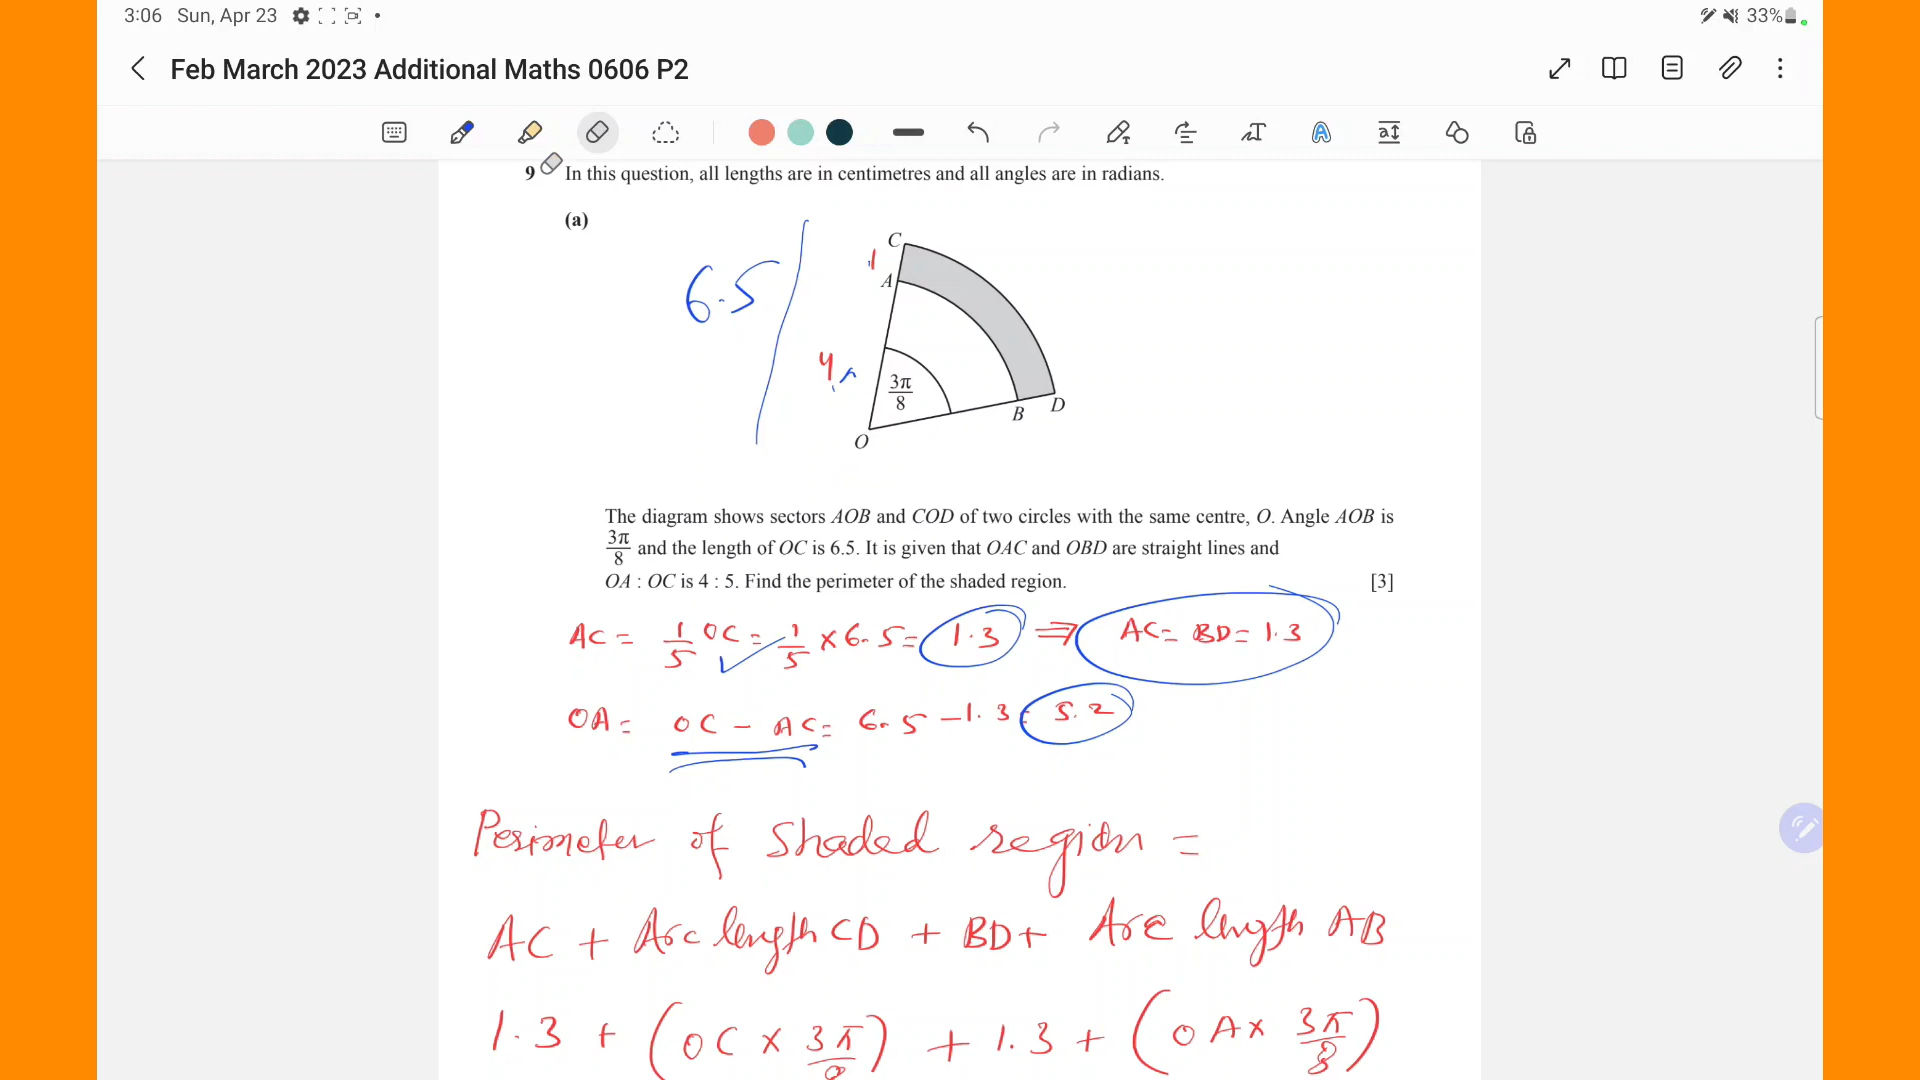 3:06 Sun, Apr 23 33%
Feb March 2023 Additional Maths 0606 P2
9 In this question, all lengths are in centimetres and all angles are in radians.
(a)
6.5
C
1
A
4
3π/8
B D
O
The diagram shows sectors AOB and COD of two circles with the same centre, O. Angle AOB is
3π/8 and the length of OC is 6.5. It is given that OAC and OBD are straight lines and
OA : OC is 4 : 5. Find the perimeter of the shaded region. [3]
AC = 1/5 OC = 1/5 × 6.5 = 1.3 ⇒ AC = BD = 1.3
OA = OC - AC = 6.5 - 1.3 = 5.2
Perimeter of shaded region =
AC + Arc length CD + BD + Arc length AB
1.3 + (OC × 3π/8) + 1.3 + (OA × 3π/8)